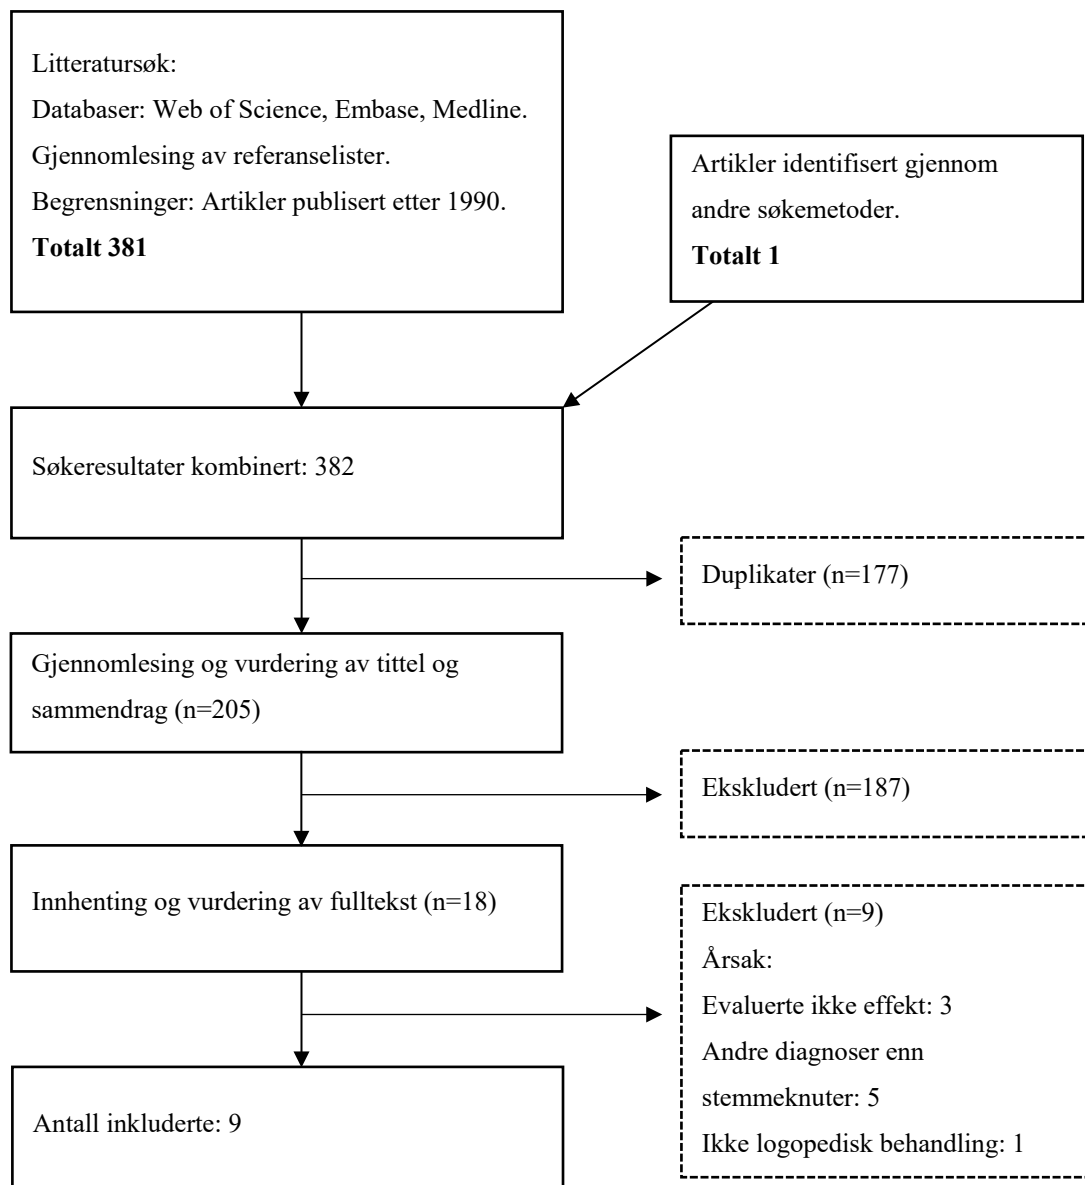 Litteratursøk:
Databaser: Web of Science, Embase, Medline.
Gjennomlesing av referanselister.
Begrensninger: Artikler publisert etter 1990.
Totalt 381
Artikler identifisert gjennom
andre søkemetoder.
Totalt 1
Søkeresultater kombinert: 382
Duplikater (n=177)
Gjennomlesing og vurdering av tittel og
sammendrag (n=205)
Ekskludert (n=187)
Innhenting og vurdering av fulltekst (n=18)
Ekskludert (n=9)
Årsak:
Evaluerte ikke effekt: 3
Andre diagnoser enn
stemmeknuter: 5
Ikke logopedisk behandling: 1
Antall inkluderte: 9